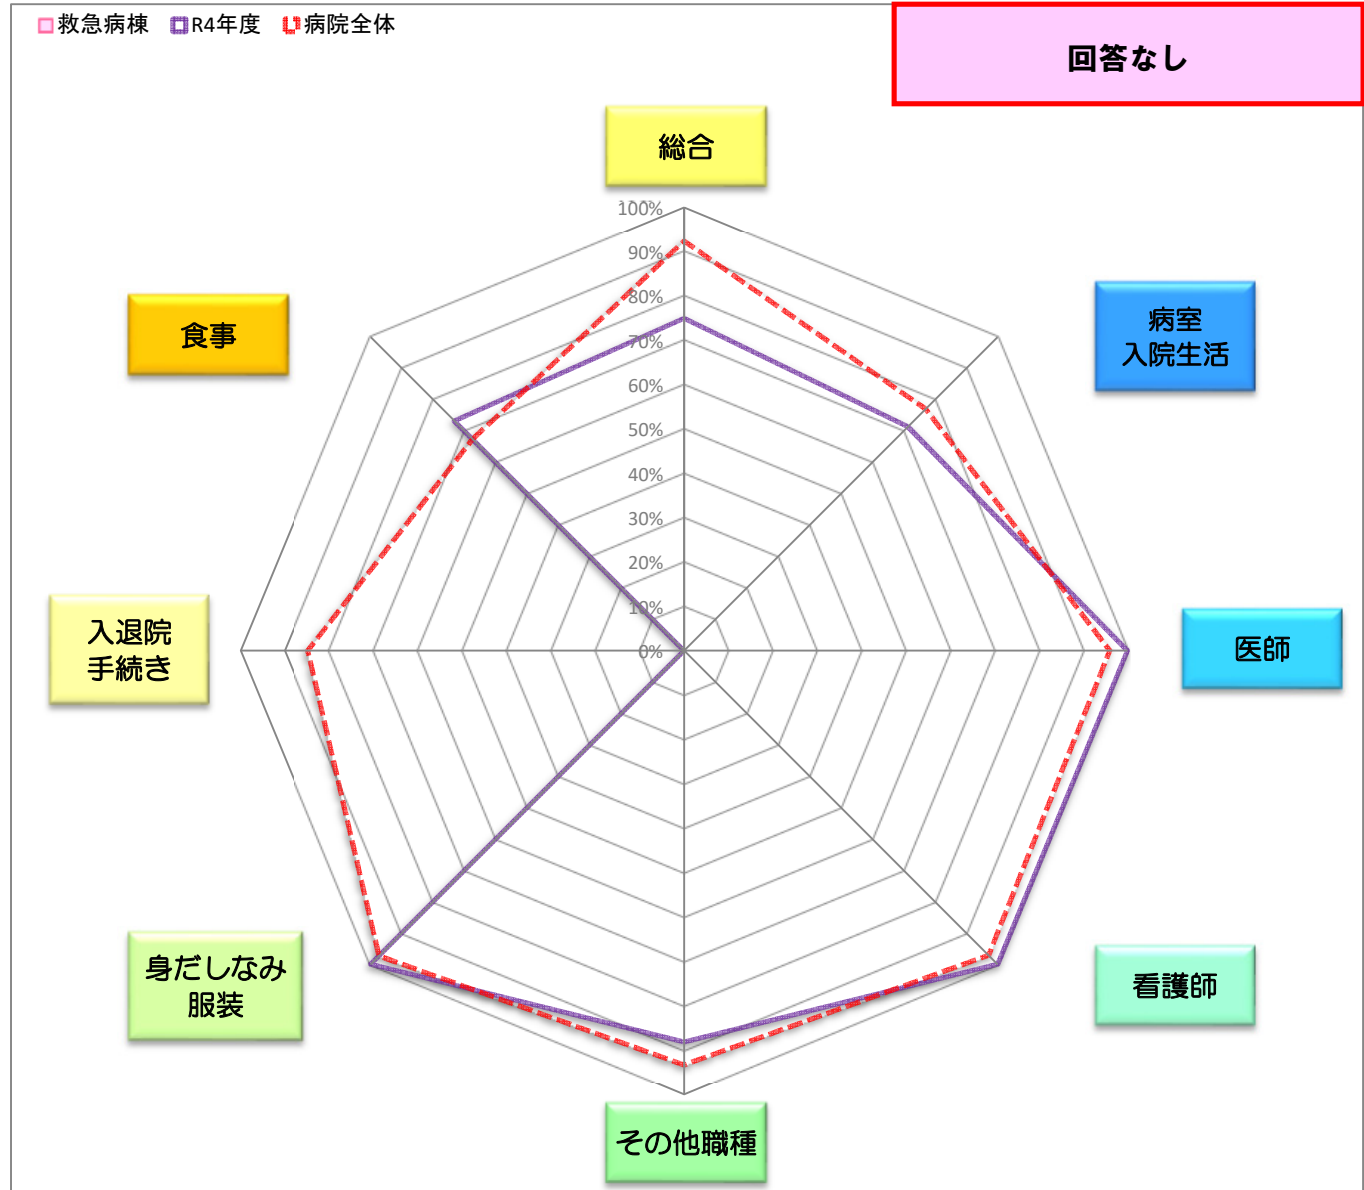 救急病棟 R4年度 病院全体
回答なし
総合
100%
90%
80%
70%
60%
50%
40%
30%
20%
10%
0%
病室
入院生活
医師
看護師
その他職種
身だしなみ
服装
入退院
手続き
食事